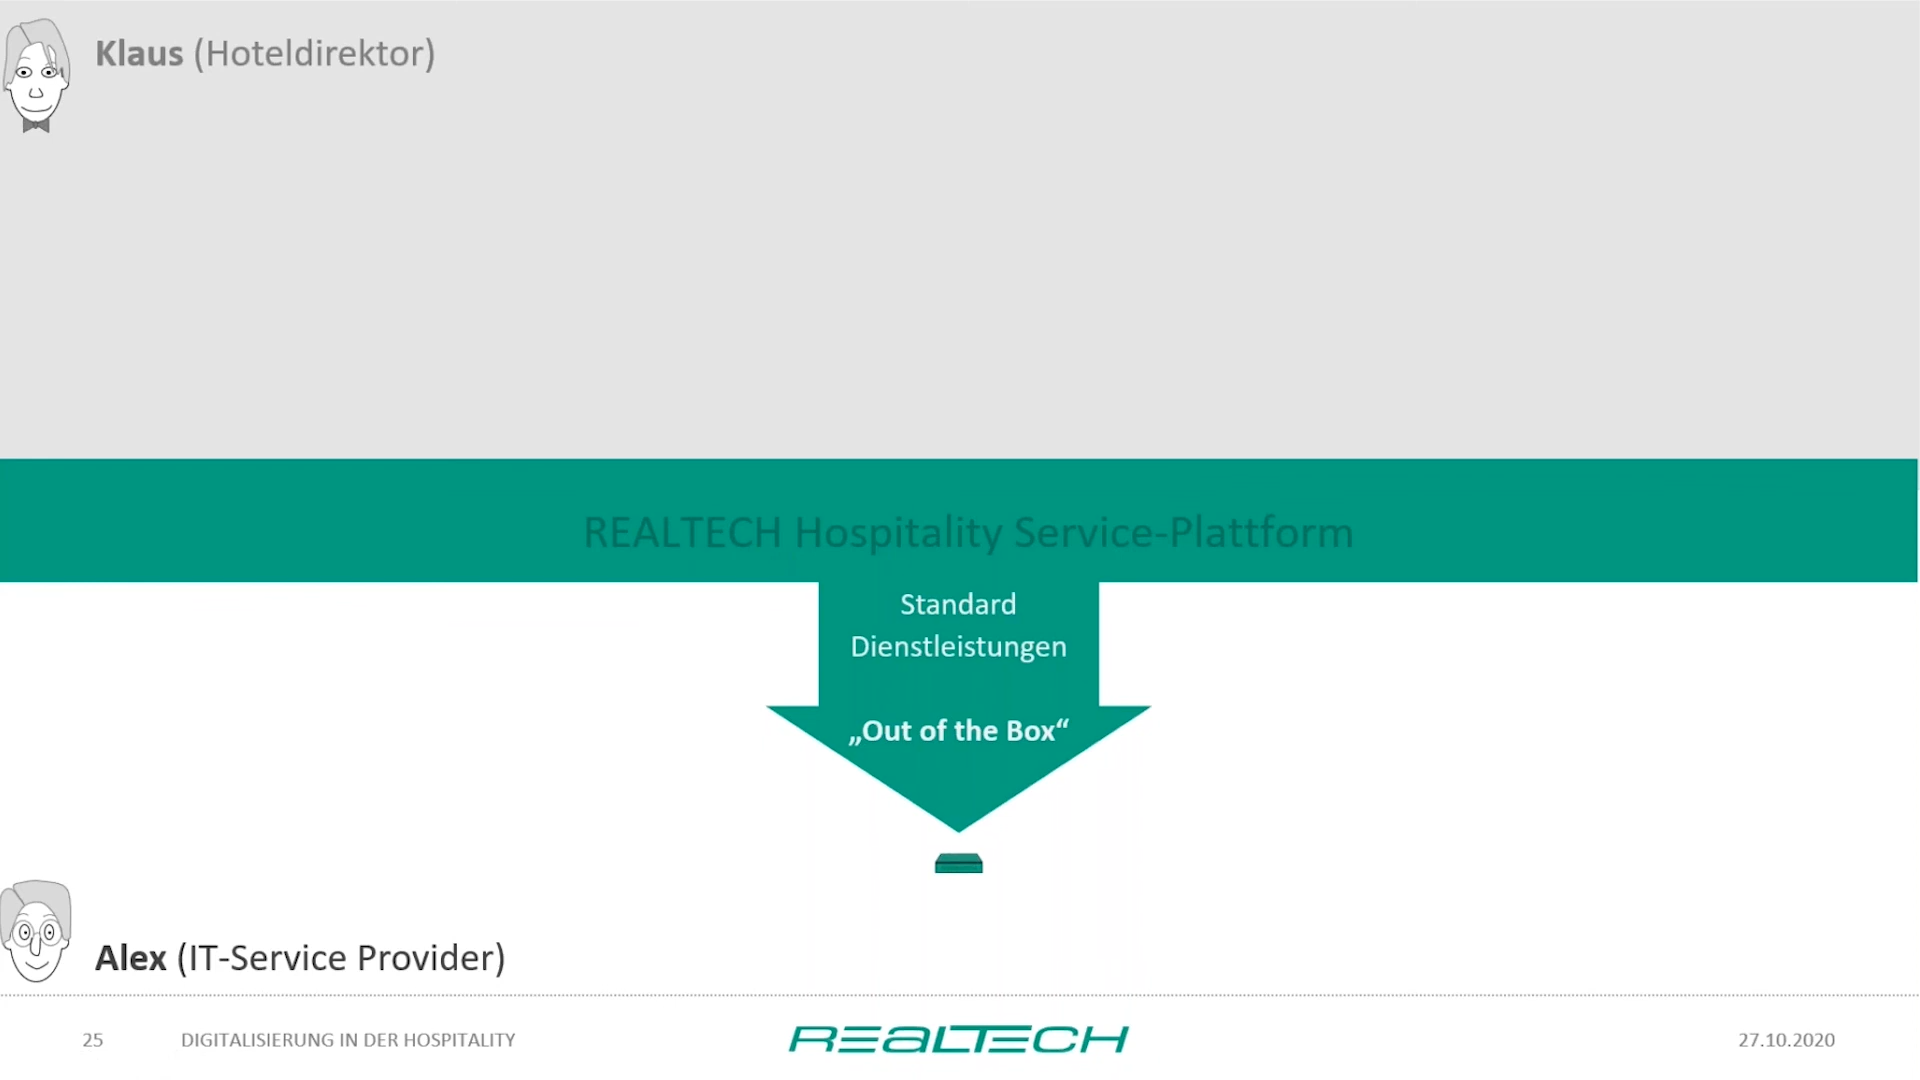 Klaus (Hoteldirektor)
REALTECH Hospitality Service-Plattform
Standard
Dienstleistungen
„Out of the Box“
Alex (IT-Service Provider)
25 DIGITALISIERUNG IN DER HOSPITALITY REALTECH 27.10.2020